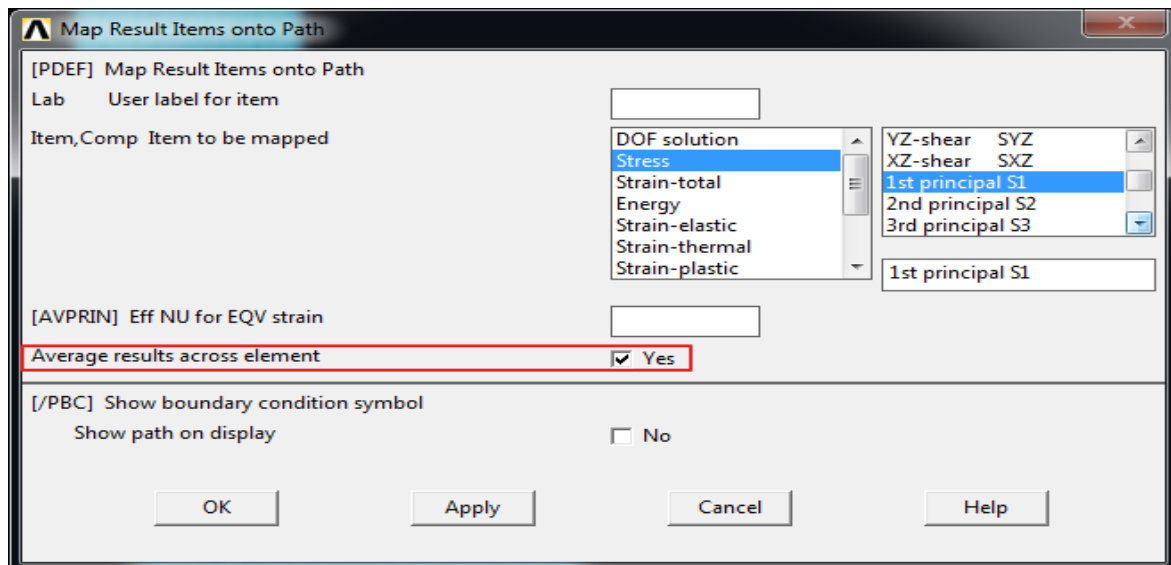 Map Result Items onto Path
[PDEF] Map Result Items onto Path
Lab User label for item
Item,Comp Item to be mapped
DOF solution
Stress
Strain-total
Energy
Strain-elastic
Strain-thermal
Strain-plastic
YZ-shear SYZ
XZ-shear SXZ
1st principal S1
2nd principal S2
3rd principal S3
1st principal S1
[AVPRIN] Eff NU for EQV strain
Average results across element Yes
[/PBC] Show boundary condition symbol
Show path on display No
OK Apply Cancel Help